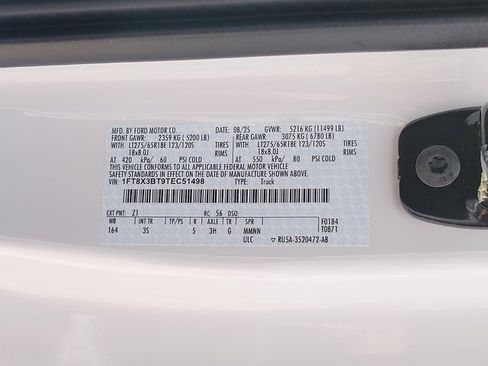 MFD. BY FORD MOTOR CO.
DATE: 08/25 GVWR: 5216 KG (11499 LB)
FRONT GAWR: 2359 KG (5200 LB) REAR GAWR: 3075 KG (6780 LB)
WITH LT275/65R18E 123/120S TIRES WITH LT275/65R18E 123/120S TIRES
18x8.0J RIMS 18x8.0J RIMS
AT 420 kPa/ 60 PSI COLD AT 550 kPa/ 80 PSI COLD
THIS VEHICLE CONFORMS TO ALL APPLICABLE FEDERAL MOTOR VEHICLE
SAFETY STANDARDS IN EFFECT ON THE DATE OF MANUFACTURE SHOWN ABOVE.
VIN: 1FT8X3BT9TEC51498 TYPE: Truck
EXT PNT: Z1 RC: 56 DSO:
WB INT TR TP/PS R AXLE TR SPR F0184
164 3S 5 3H G MMNN T0871
ULC RU5A-3520472-AB